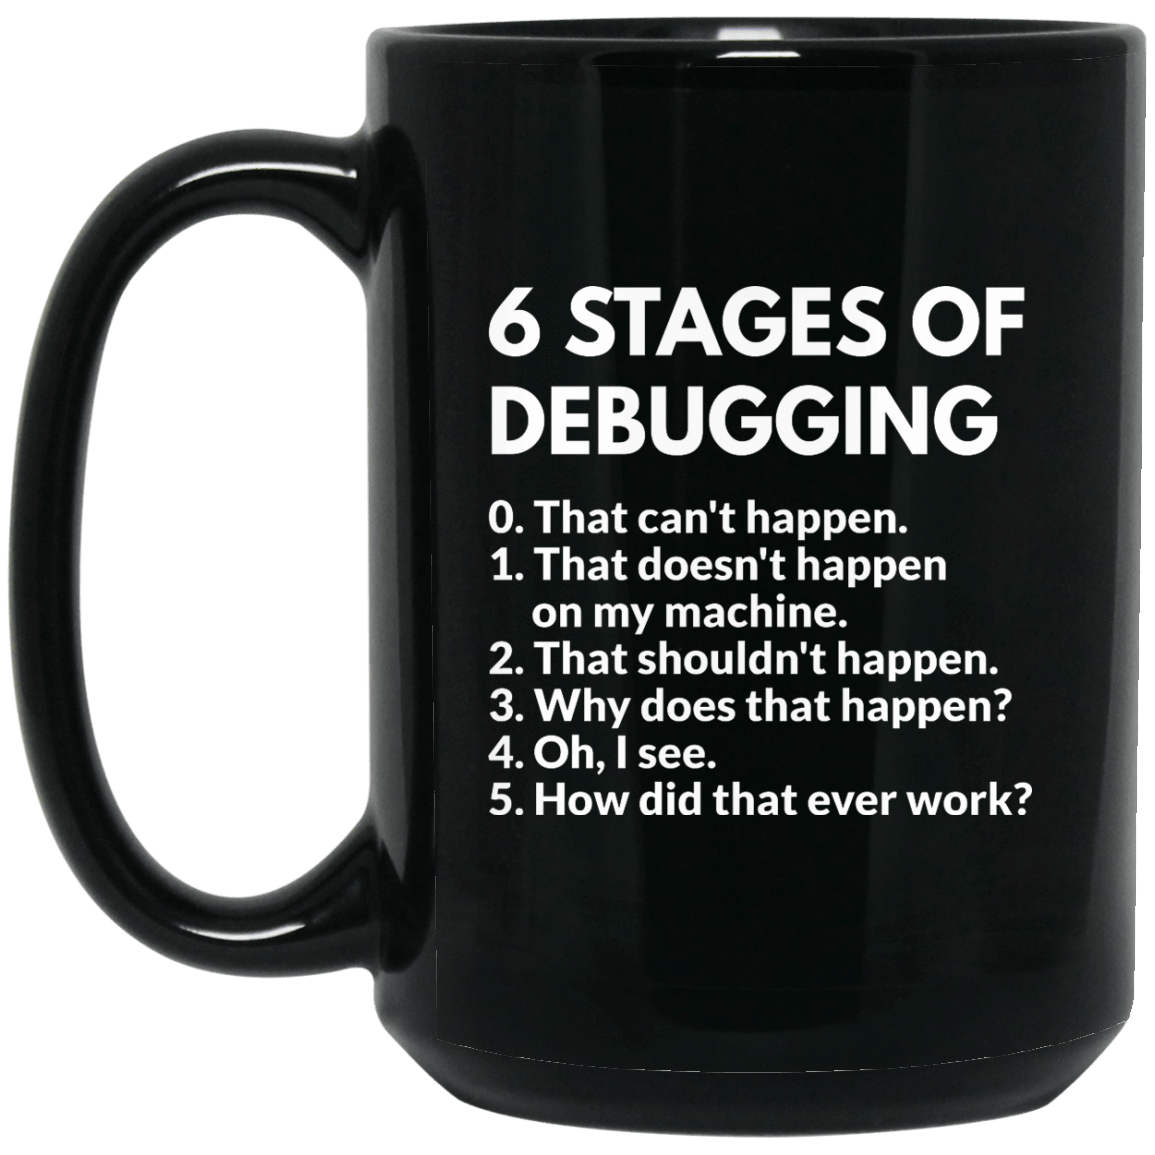 6 STAGES OF
DEBUGGING
0. That can't happen.
1. That doesn't happen
on my machine.
2. That shouldn't happen.
3. Why does that happen?
4. Oh, I see.
5. How did that ever work?